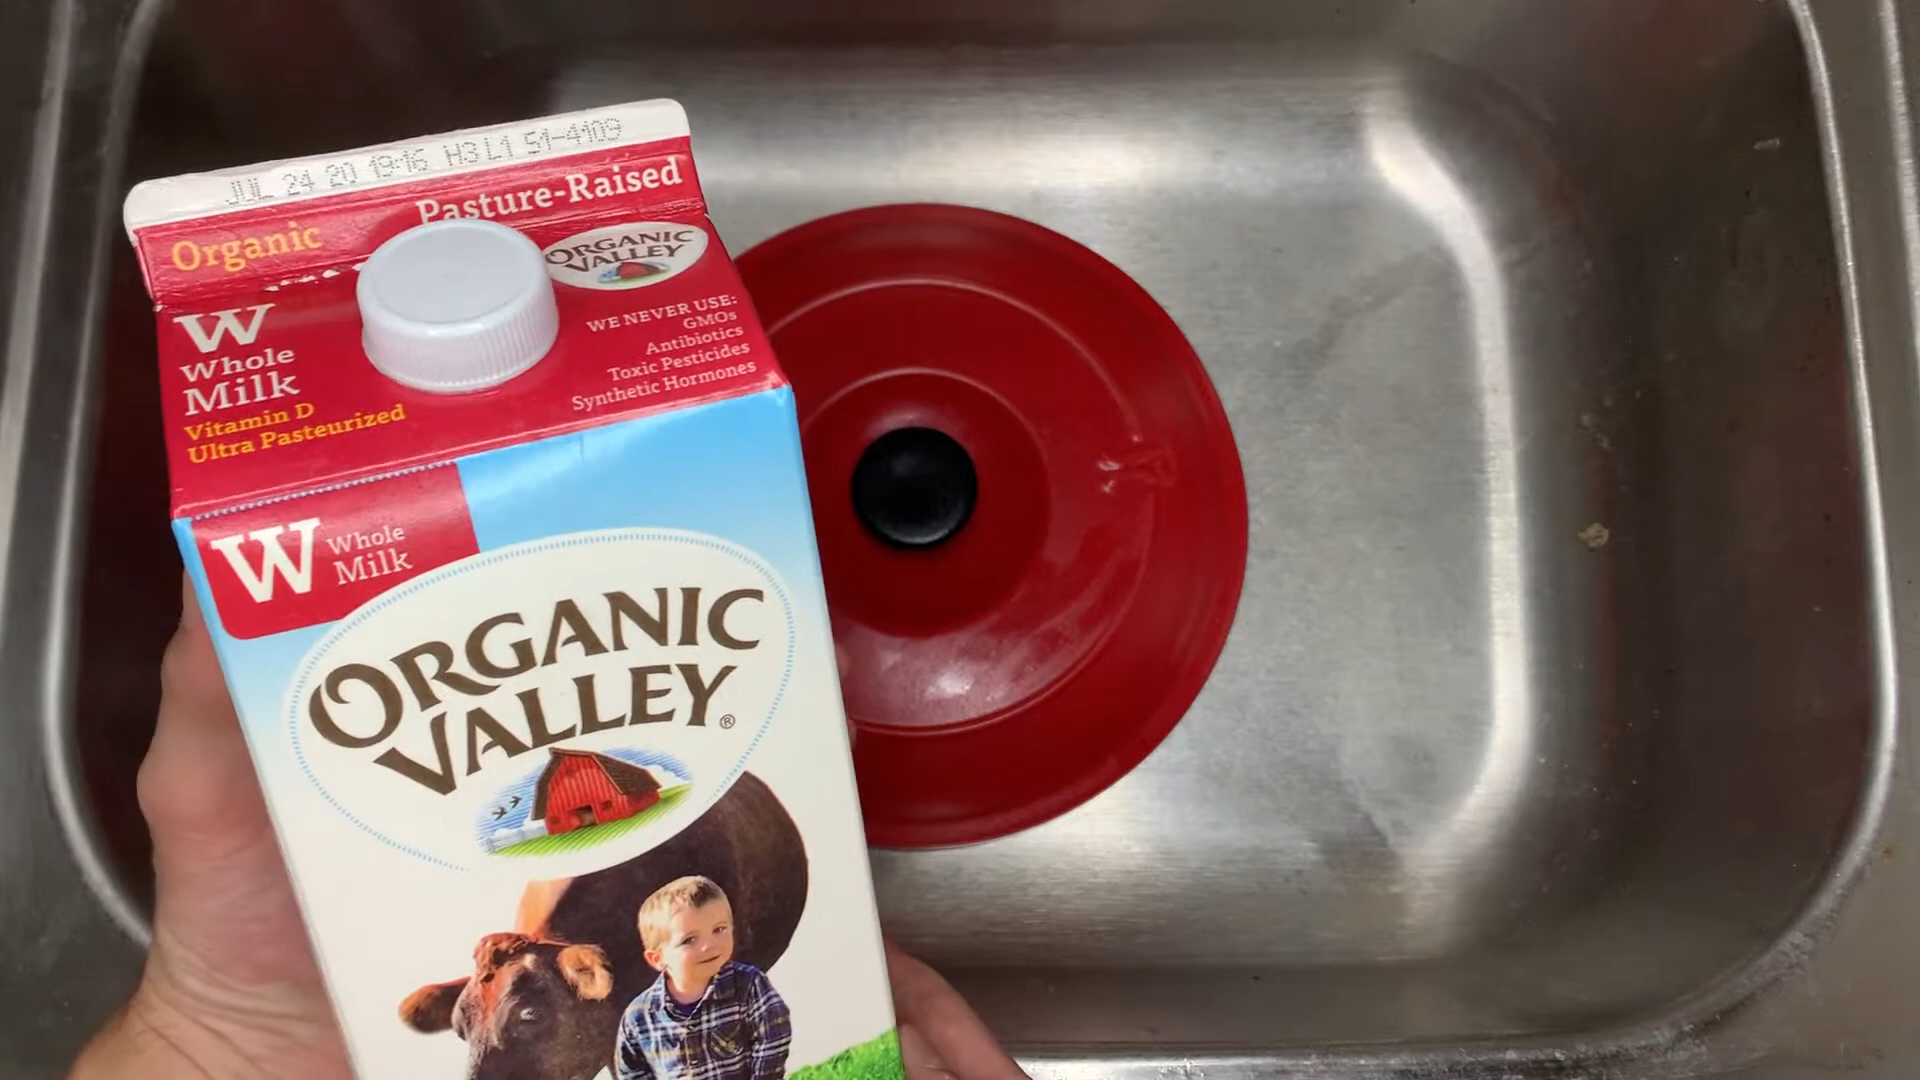 JUL 24 20 19:16 H3 L1 51-4109
Organic
Pasture-Raised
ORGANIC
VALLEY
W
Whole
Milk
Vitamin D
Ultra Pasteurized
WE NEVER USE:
GMOs
Antibiotics
Toxic Pesticides
Synthetic Hormones
W
Whole
Milk
ORGANIC
VALLEY®